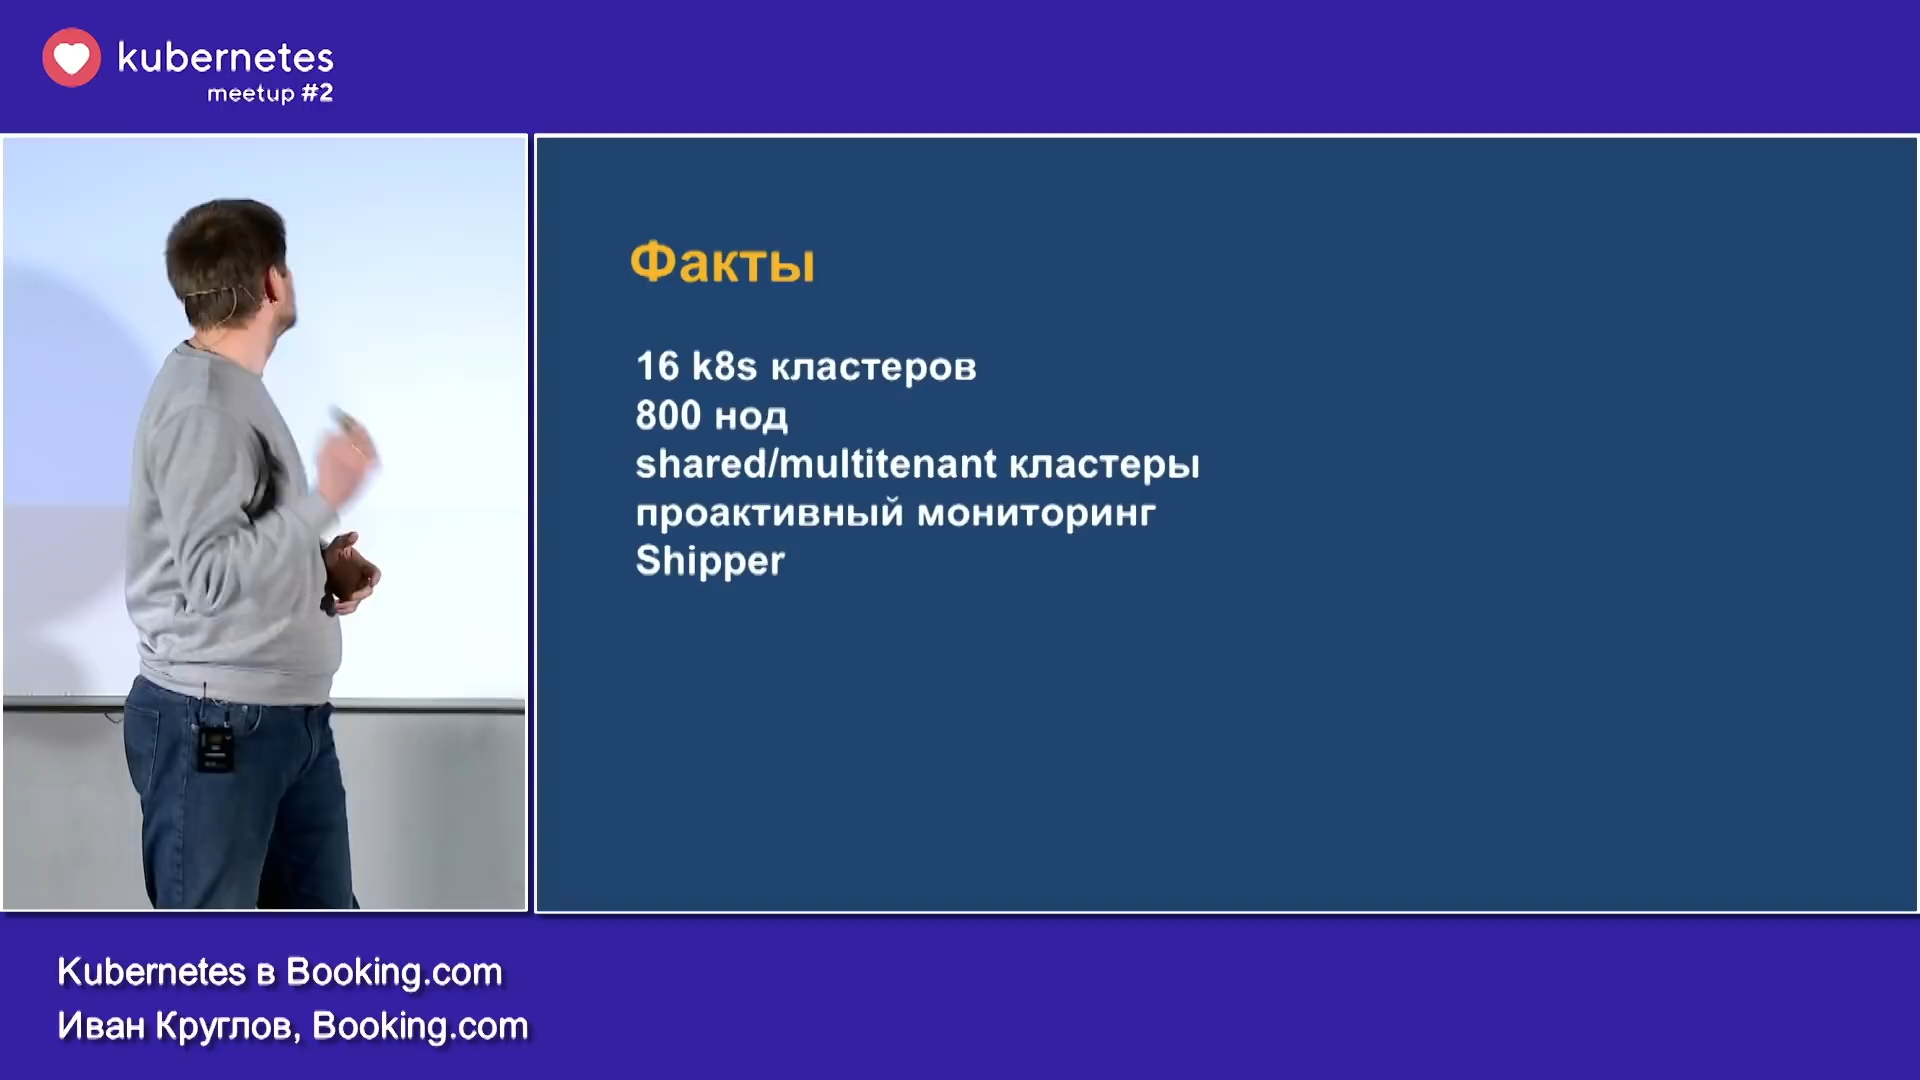 kubernetes
meetup #2
Факты
16 k8s кластеров
800 нод
shared/multitenant кластеры
проактивный мониторинг
Shipper
Kubernetes в Booking.com
Иван Круглов, Booking.com